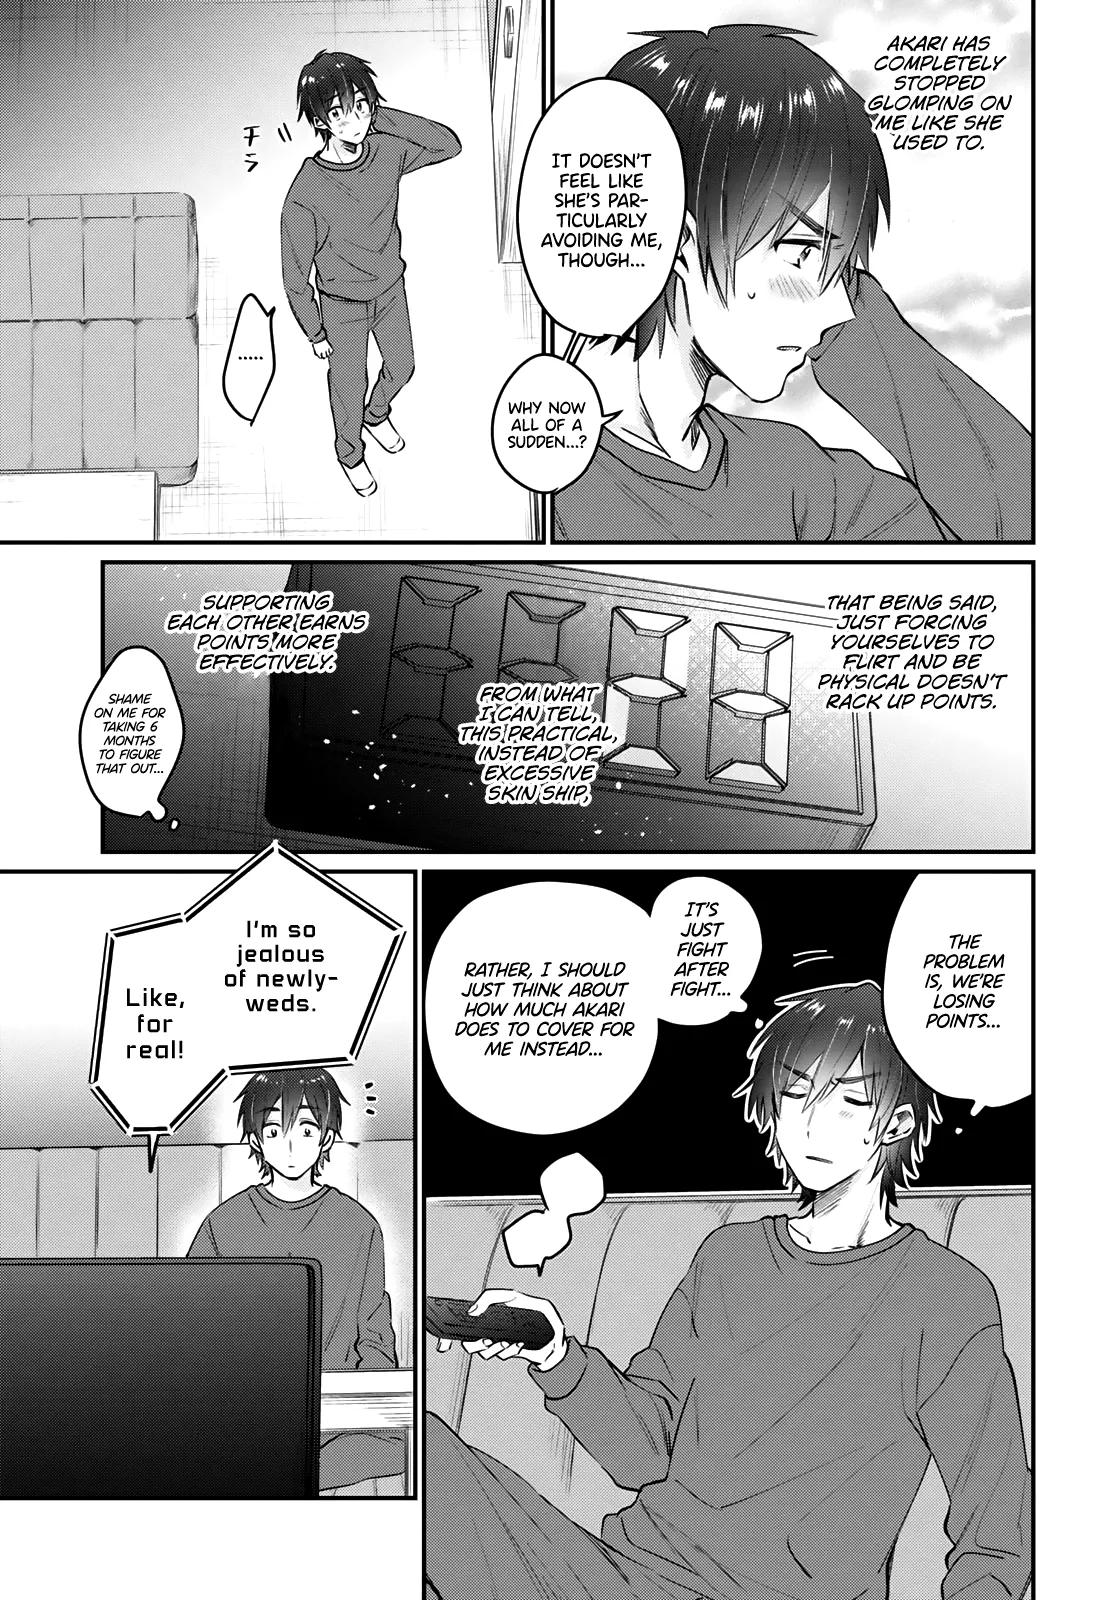 AKARI HAS
COMPLETELY
STOPPED
GLOMPING ON
ME LIKE SHE
USED TO.
IT DOESN'T
FEEL LIKE
SHE'S PAR-
TICULARLY
AVOIDING ME,
THOUGH...
WHY NOW
ALL OF A
SUDDEN...?
チラ
......
THAT BEING SAID,
JUST FORCING
YOURSELVES TO
FLIRT AND BE
PHYSICAL DOESN'T
RACK UP POINTS.
FROM WHAT
I CAN TELL,
THIS PRACTICAL,
INSTEAD OF
EXCESSIVE
SKIN SHIP,
SUPPORTING
EACH OTHER EARNS
POINTS MORE
EFFECTIVELY.
SHAME
ON ME FOR
TAKING 6
MONTHS
TO FIGURE
THAT OUT...
THE
PROBLEM
IS, WE'RE
LOSING
POINTS...
IT'S
JUST
FIGHT
AFTER
FIGHT...
RATHER, I SHOULD
JUST THINK ABOUT
HOW MUCH AKARI
DOES TO COVER FOR
ME INSTEAD...
I'm so
jealous
of newly-
weds.
Like,
for
real!